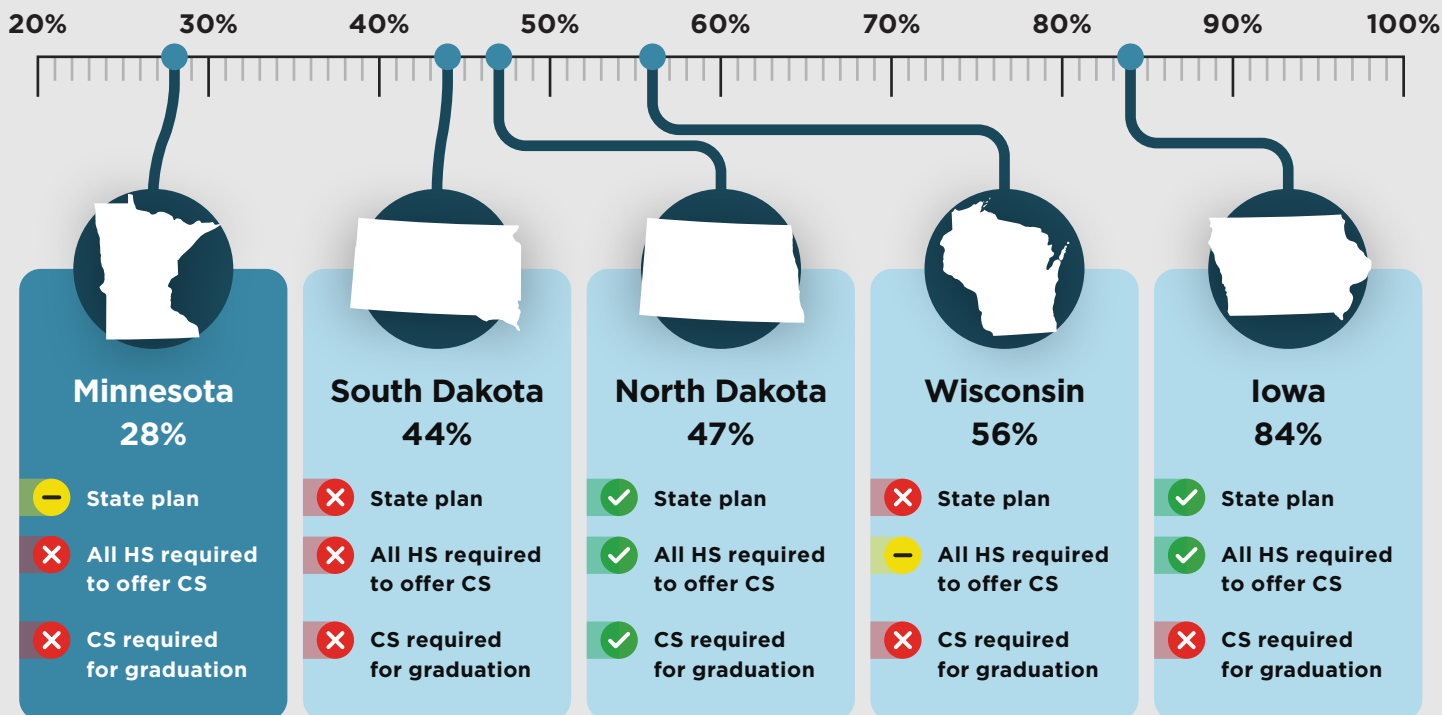 20% 30% 40% 50% 60% 70% 80% 90% 100%
Minnesota
28%
State plan
All HS required
to offer CS
CS required
for graduation
South Dakota
44%
State plan
All HS required
to offer CS
CS required
for graduation
North Dakota
47%
State plan
All HS required
to offer CS
CS required
for graduation
Wisconsin
56%
State plan
All HS required
to offer CS
CS required
for graduation
Iowa
84%
State plan
All HS required
to offer CS
CS required
for graduation